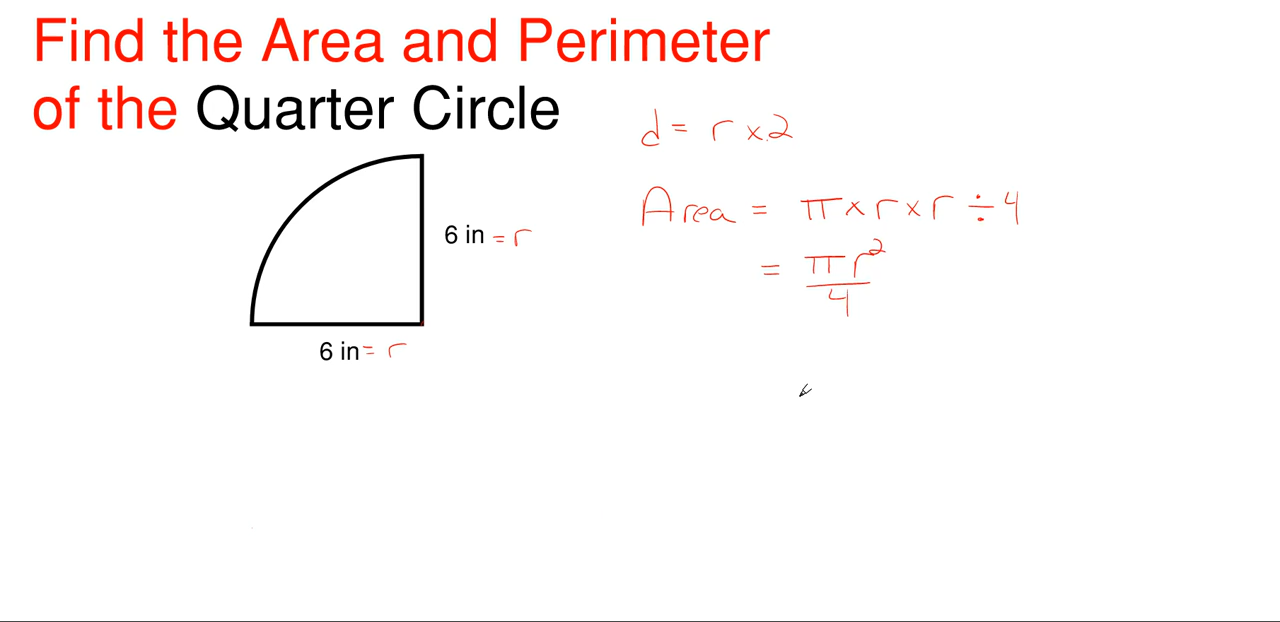 Find the Area and Perimeter
of the Quarter Circle
d = r x 2
Area = π x r x r ÷ 4
6 in = r
= πr²
4
6 in = r